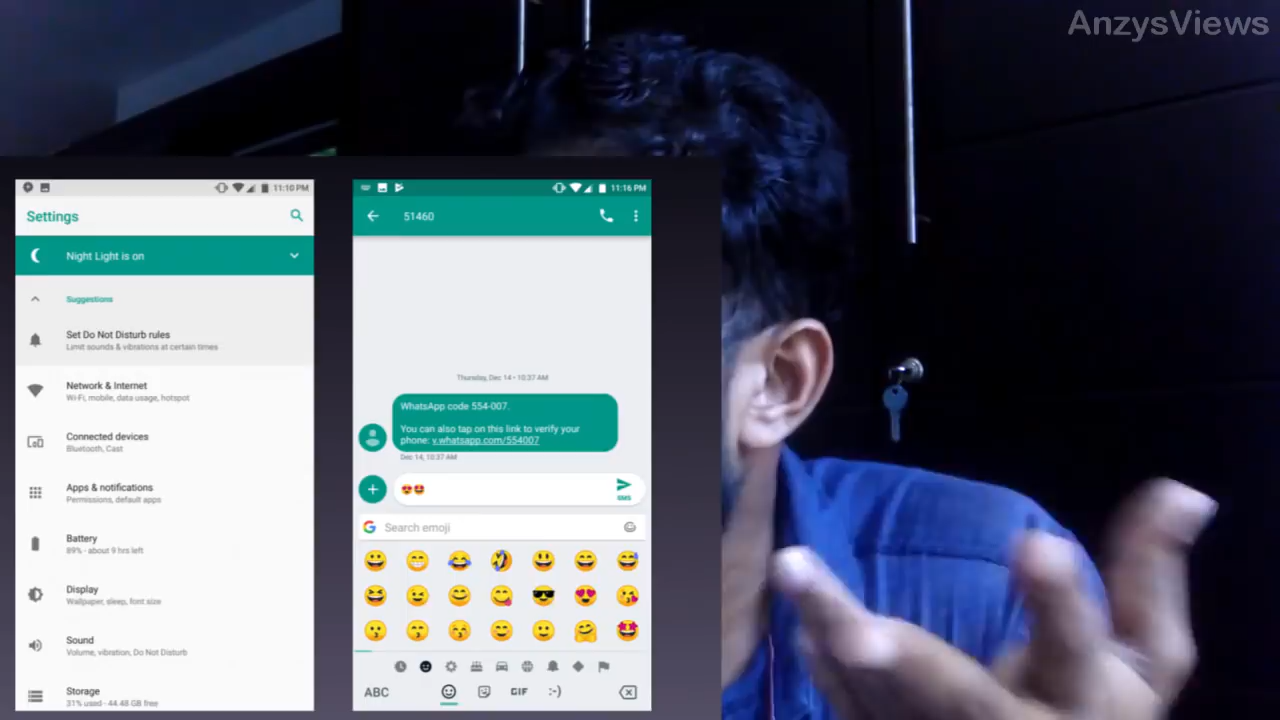 AnzysViews
11:10 PM
Settings
Night Light is on
Suggestions
Set Do Not Disturb rules
Limit sounds & vibrations at certain times
Network & Internet
Wi-Fi, mobile, data usage, hotspot
Connected devices
Bluetooth, Cast
Apps & notifications
Permissions, default apps
Battery
89% - about 9 hrs left
Display
Wallpaper, sleep, font size
Sound
Volume, vibration, Do Not Disturb
Storage
31% used - 44.48 GB free
11:16 PM
51460
Thursday, Dec 14 • 10:37 AM
WhatsApp code 554-007.
You can also tap on this link to verify your
phone: v.whatsapp.com/554007
Dec 14, 10:37 AM
😍🤩
SMS
G Search emoji
ABC
GIF
:-)